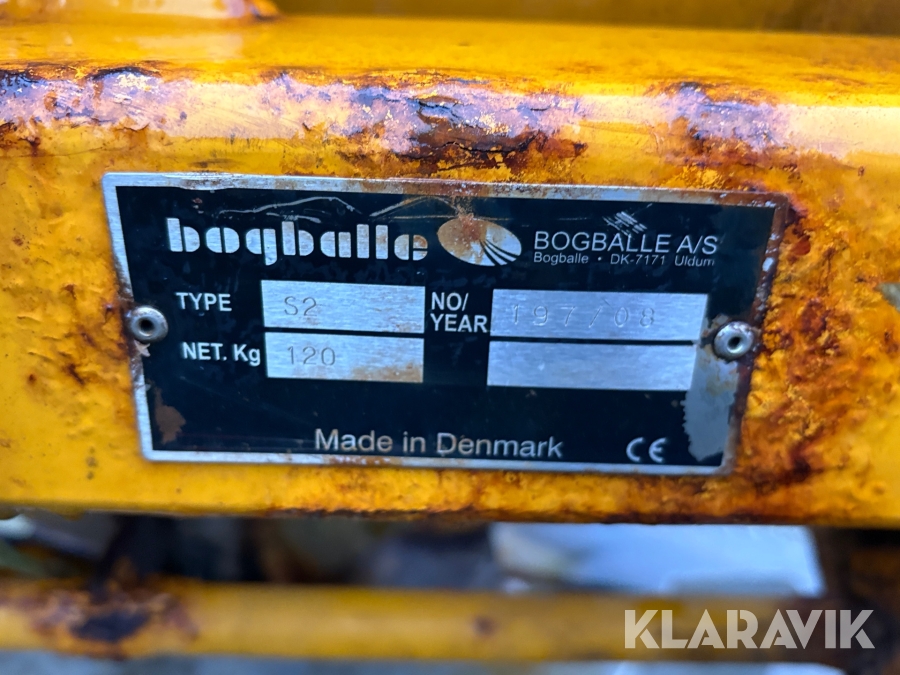 bogballe
BOGBALLE A/S
Bogballe • DK-7171 Uldum
TYPE S2
NO/
YEAR 197/08
NET. Kg 120
Made in Denmark
CE
KLARAVIK